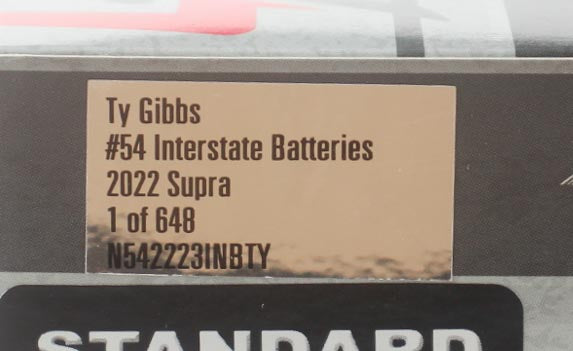 Ty Gibbs
#54 Interstate Batteries
2022 Supra
1 of 648
N542223INBTY
STANDARD